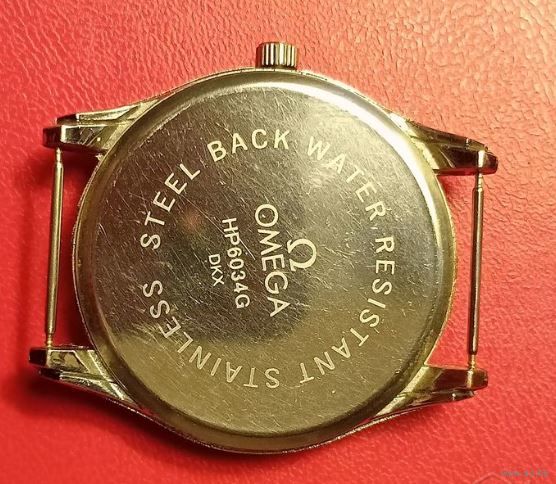 WATER RESISTANT STAINLESS STEEL BACK
Ω
OMEGA
HP6034G
DKX